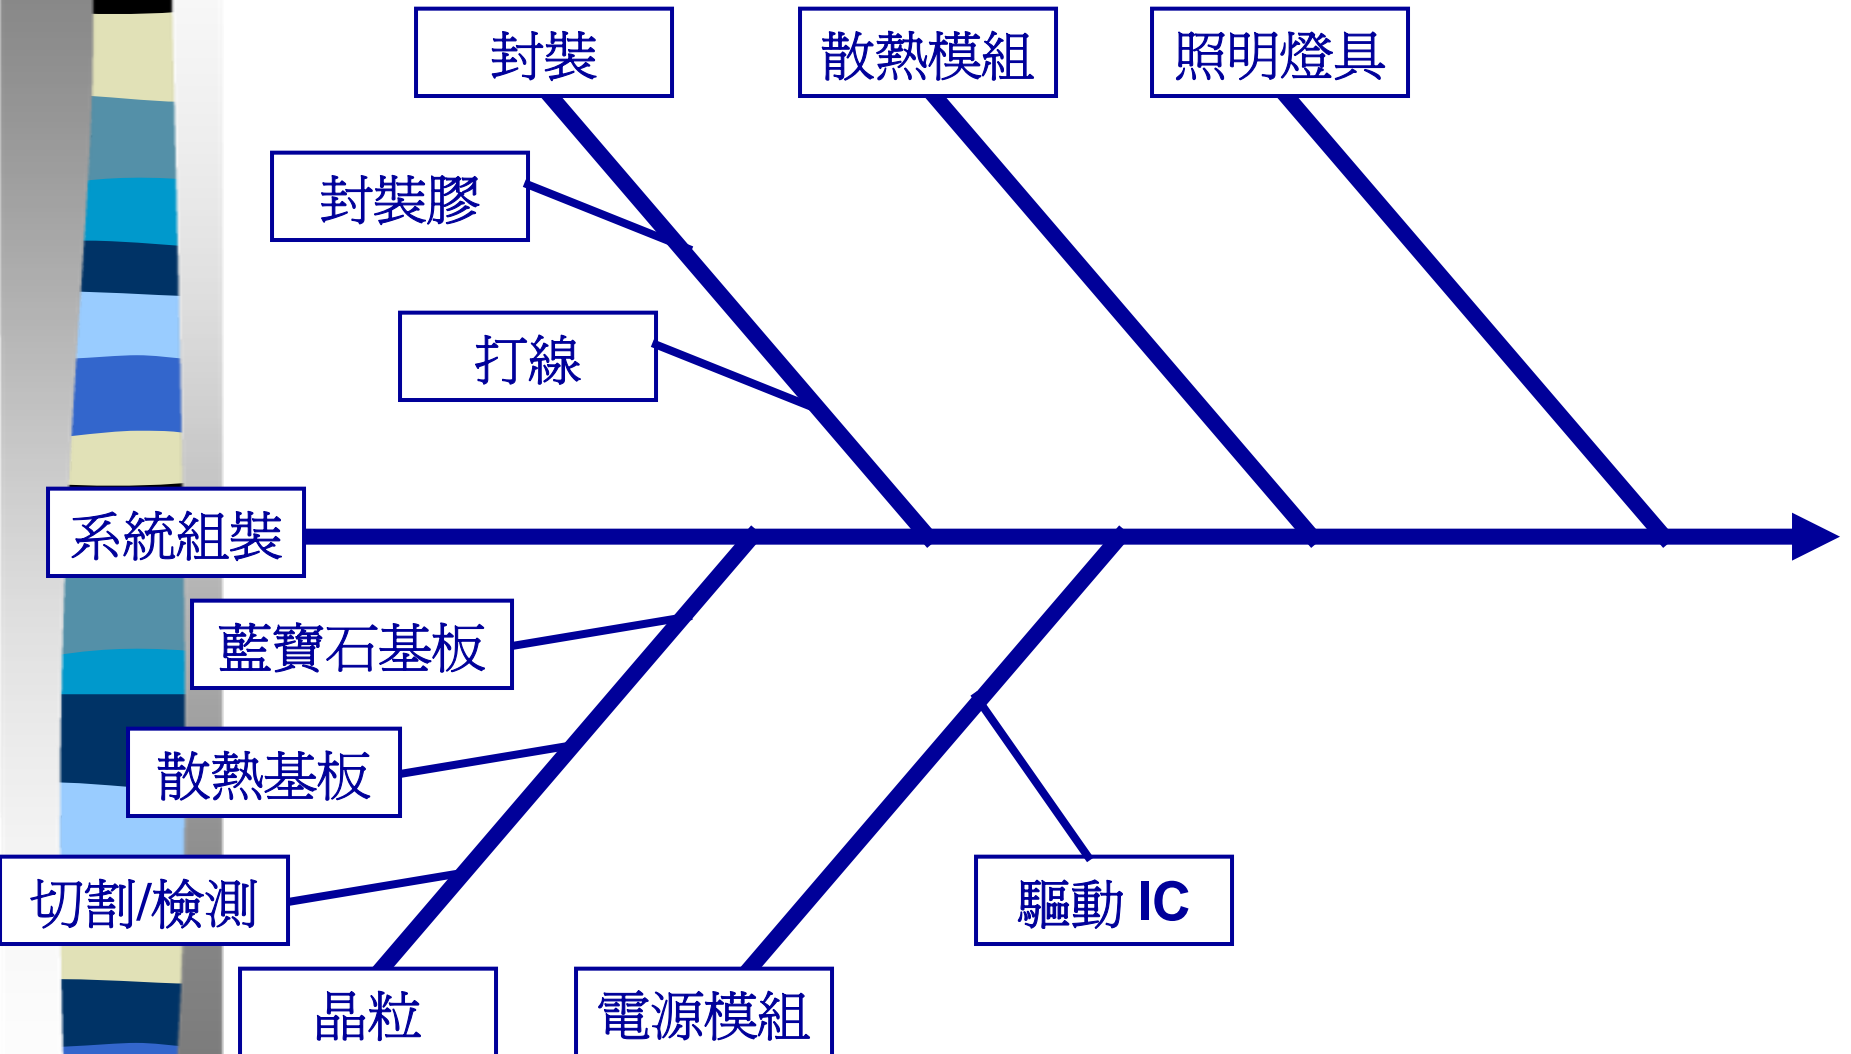 封裝
散熱模組
照明燈具
封裝膠
打線
系統組裝
藍寶石基板
散熱基板
切割/檢測
驅動 IC
晶粒
電源模組